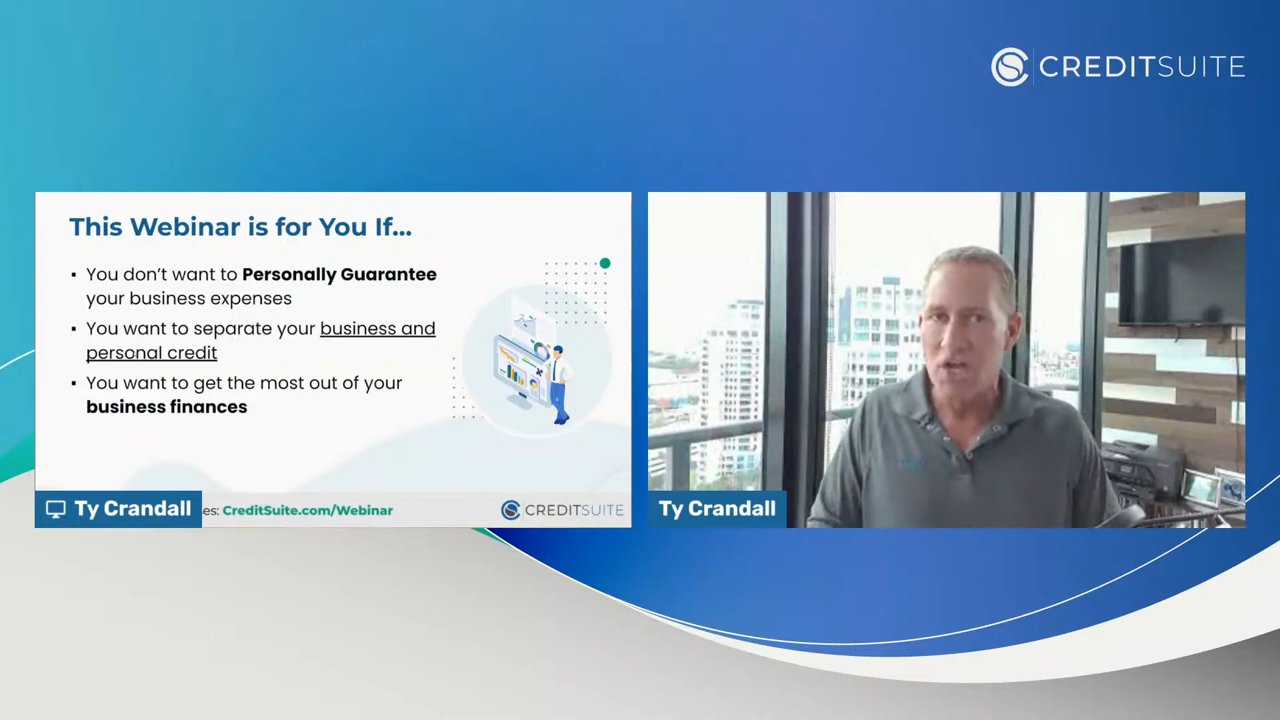 CREDITSUITE
This Webinar is for You If...
▪ You don't want to Personally Guarantee
your business expenses
▪ You want to separate your business and
personal credit
▪ You want to get the most out of your
business finances
Ty Crandall
CreditSuite.com/Webinar
CREDITSUITE
Ty Crandall